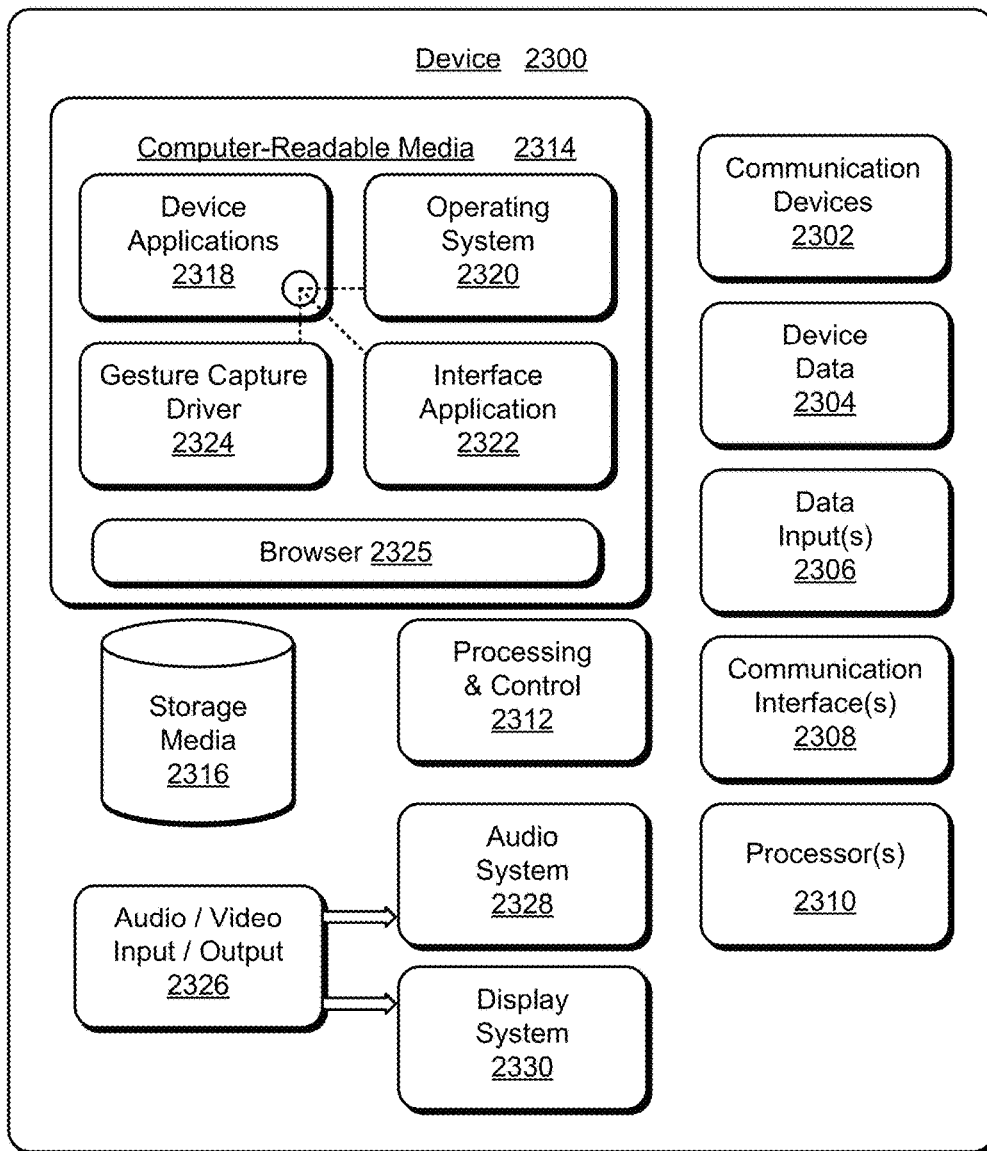 Device 2300
Computer-Readable Media 2314
Device
Applications
2318
Operating
System
2320
Gesture Capture
Driver
2324
Interface
Application
2322
Browser 2325
Storage
Media
2316
Processing
& Control
2312
Audio / Video
Input / Output
2326
Audio
System
2328
Display
System
2330
Communication
Devices
2302
Device
Data
2304
Data
Input(s)
2306
Communication
Interface(s)
2308
Processor(s)
2310